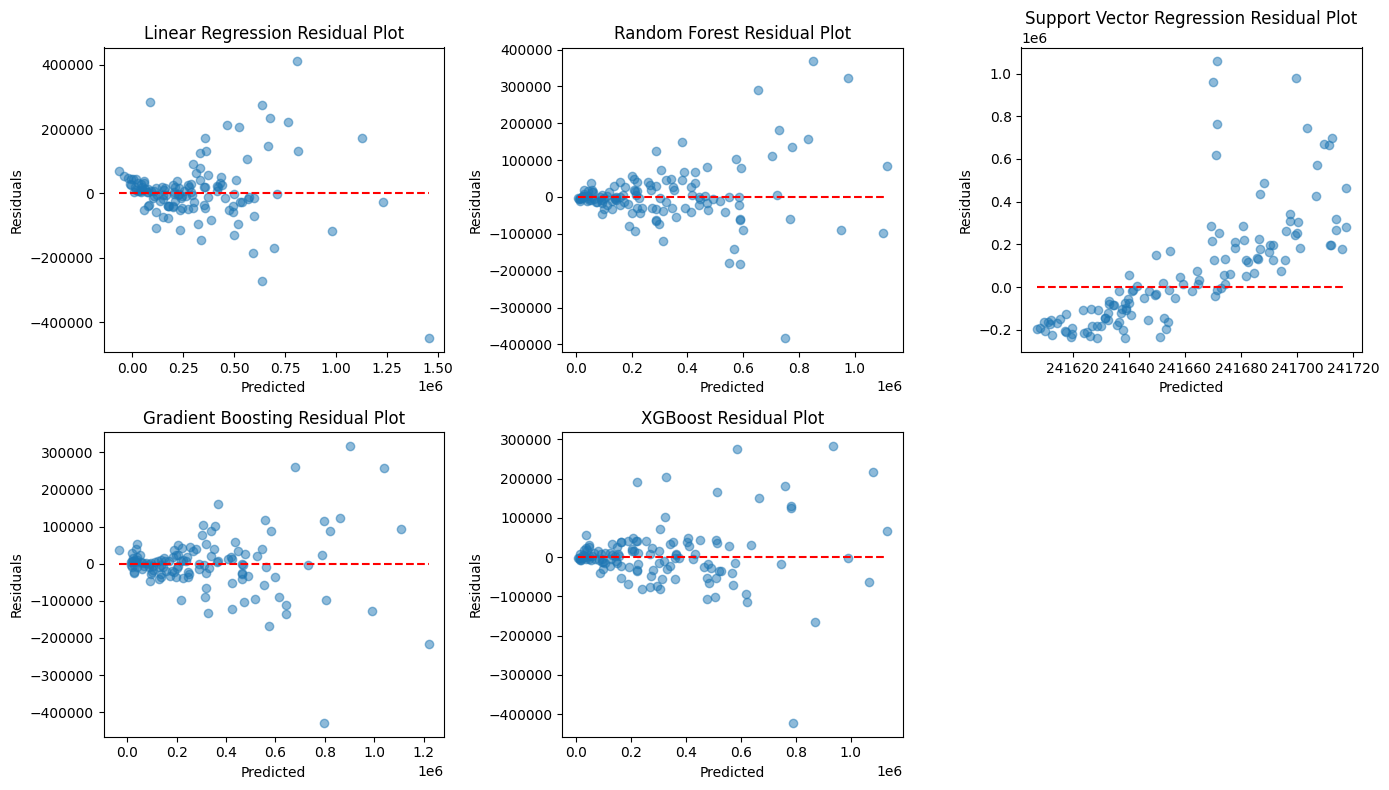 Linear Regression Residual Plot
400000
200000
0
−200000
−400000
Residuals
0.00 0.25 0.50 0.75 1.00 1.25 1.50
1e6
Predicted
Random Forest Residual Plot
400000
300000
200000
100000
0
−100000
−200000
−300000
−400000
Residuals
0.0 0.2 0.4 0.6 0.8 1.0
1e6
Predicted
Support Vector Regression Residual Plot
1e6
1.0
0.8
0.6
0.4
0.2
0.0
−0.2
Residuals
241620 241640 241660 241680 241700 241720
Predicted
Gradient Boosting Residual Plot
300000
200000
100000
0
−100000
−200000
−300000
−400000
Residuals
0.0 0.2 0.4 0.6 0.8 1.0 1.2
1e6
Predicted
XGBoost Residual Plot
300000
200000
100000
0
−100000
−200000
−300000
−400000
Residuals
0.0 0.2 0.4 0.6 0.8 1.0
1e6
Predicted